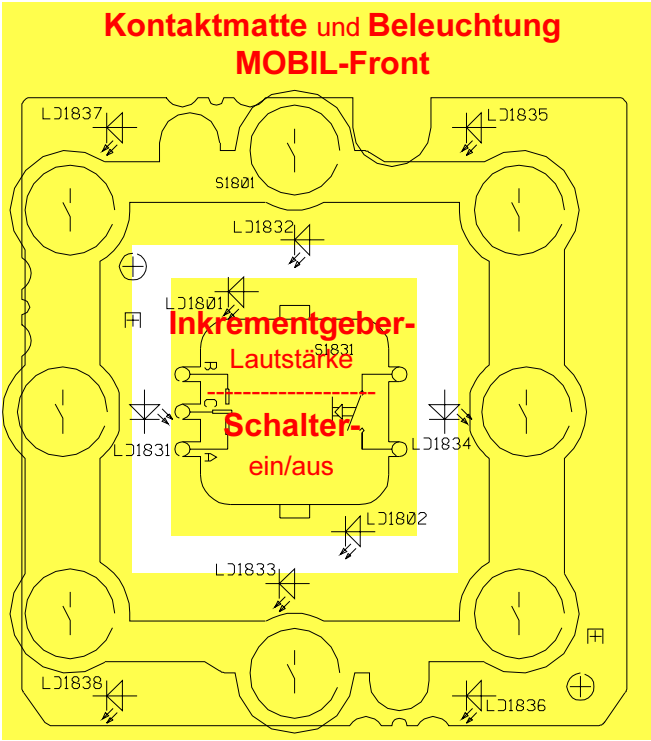 Kontaktmatte und Beleuchtung
MOBIL-Front
LD1837
LD1835
S1801
LD1832
LD1801
Inkrementgeber-
S1831
Lautstärke
B
C
A
Schalter-
ein/aus
LD1831
LD1834
LD1802
LD1833
LD1838
LD1836